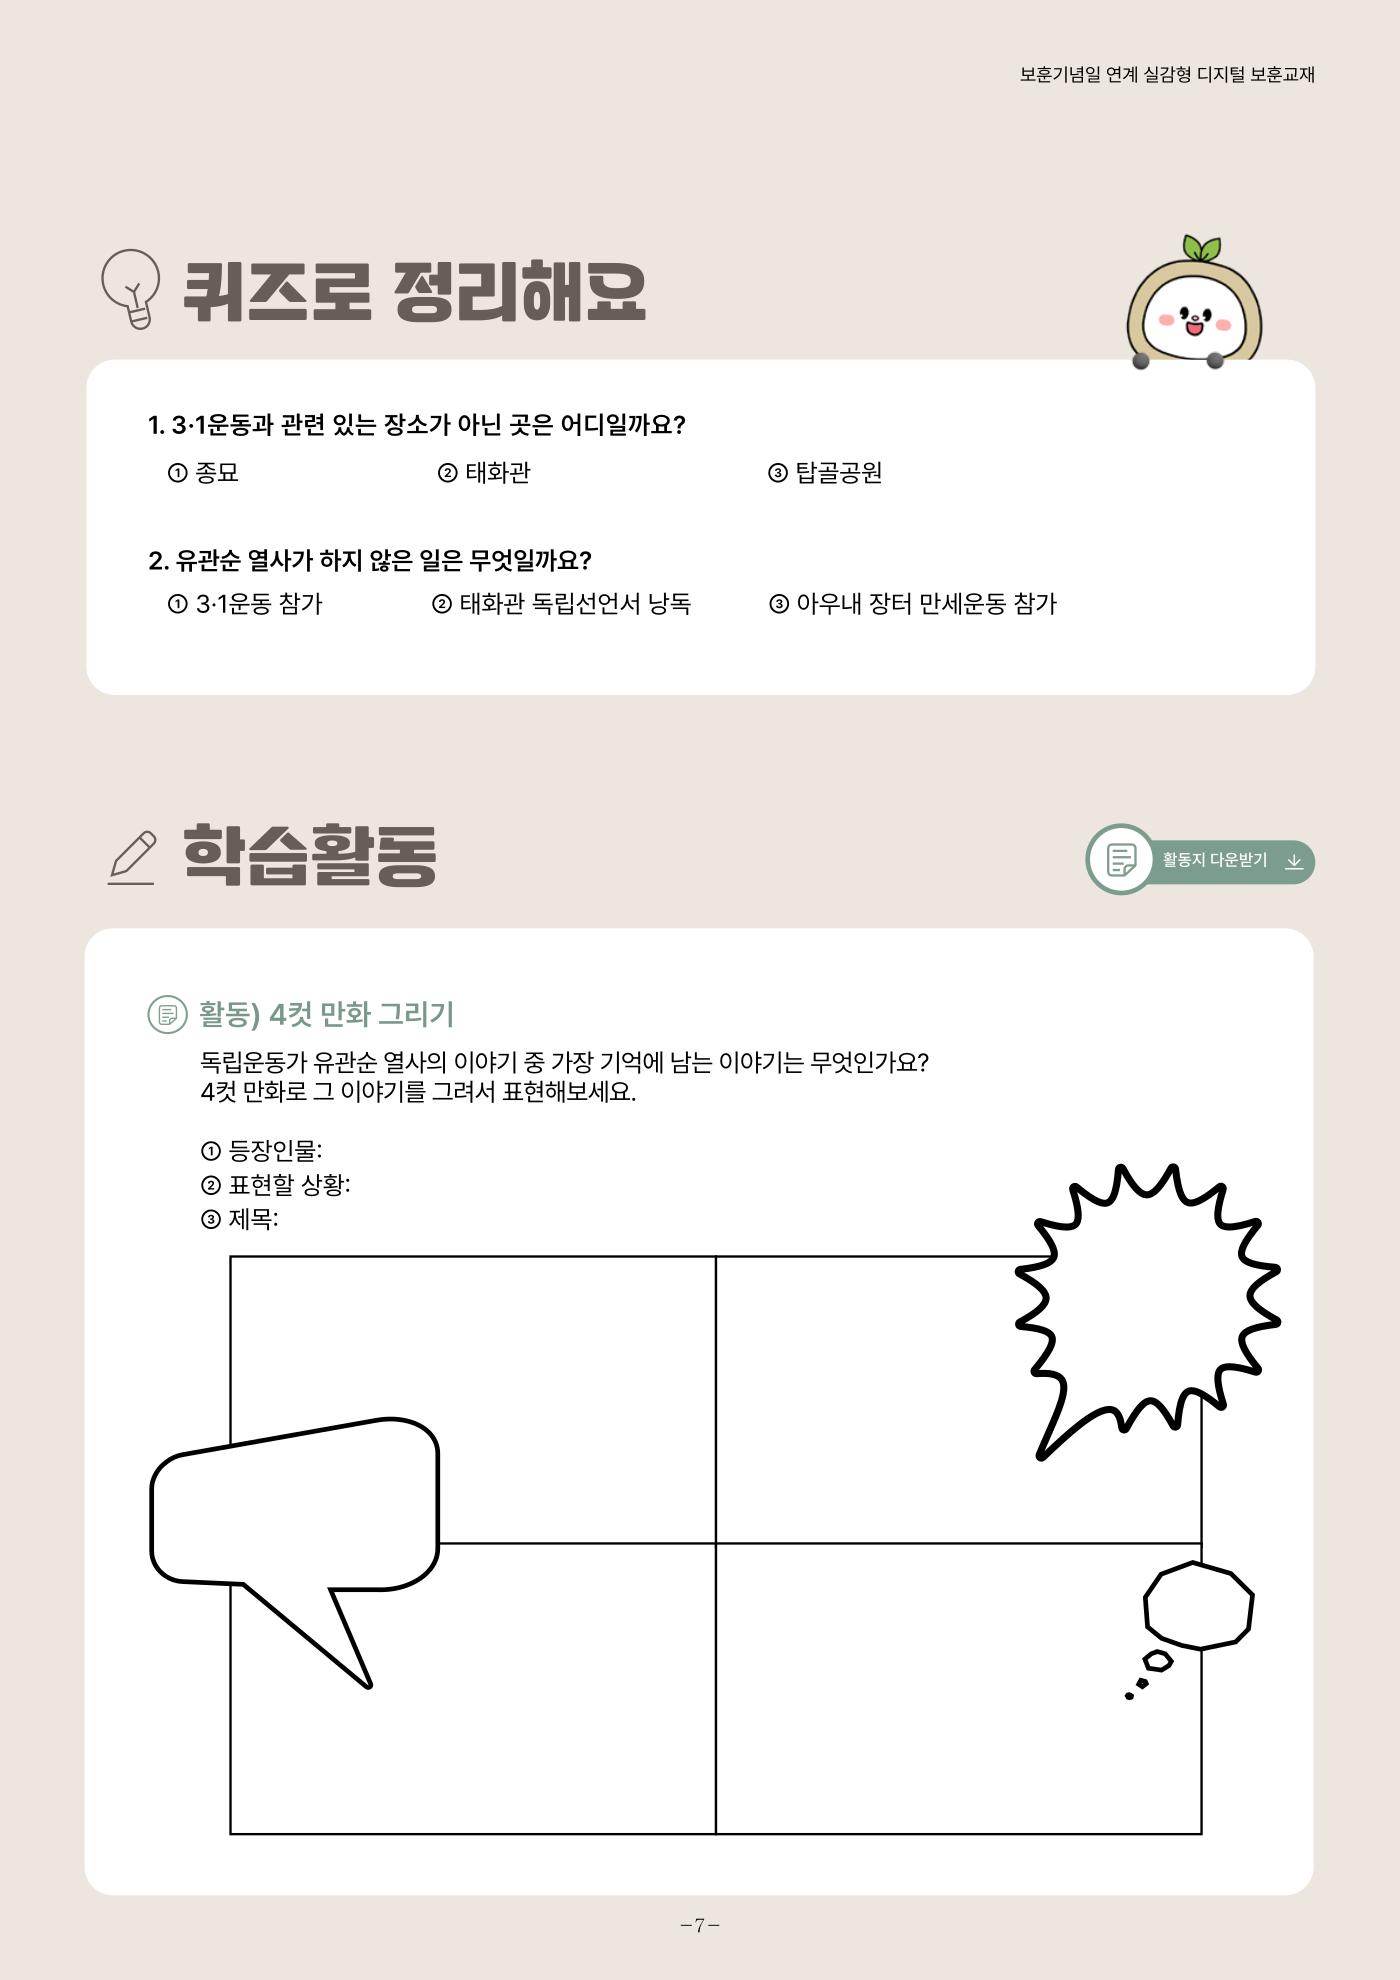 보훈기념일 연계 실감형 디지털 보훈교재
퀴즈로 정리해요
1. 3·1운동과 관련 있는 장소가 아닌 곳은 어디일까요?
① 종묘 ② 태화관 ③ 탑골공원
2. 유관순 열사가 하지 않은 일은 무엇일까요?
① 3·1운동 참가 ② 태화관 독립선언서 낭독 ③ 아우내 장터 만세운동 참가
학습활동
활동지 다운받기
활동) 4컷 만화 그리기
독립운동가 유관순 열사의 이야기 중 가장 기억에 남는 이야기는 무엇인가요?
4컷 만화로 그 이야기를 그려서 표현해보세요.
① 등장인물:
② 표현할 상황:
③ 제목:
–7–